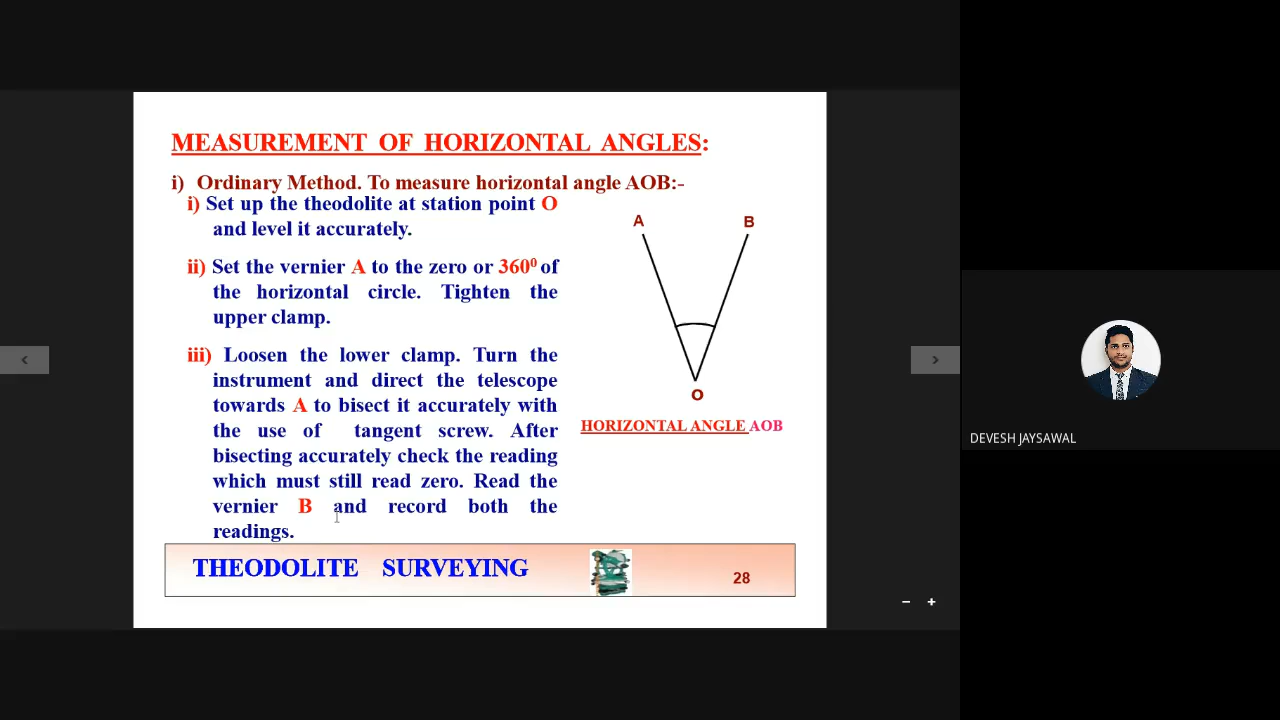 MEASUREMENT OF HORIZONTAL ANGLES:
i) Ordinary Method. To measure horizontal angle AOB:-
i) Set up the theodolite at station point O
and level it accurately.
ii) Set the vernier A to the zero or 360⁰ of
the horizontal circle. Tighten the
upper clamp.
iii) Loosen the lower clamp. Turn the
instrument and direct the telescope
towards A to bisect it accurately with
the use of tangent screw. After
bisecting accurately check the reading
which must still read zero. Read the
vernier B and record both the
readings.
A B
O
HORIZONTAL ANGLE AOB
THEODOLITE SURVEYING
28
DEVESH JAYSAWAL